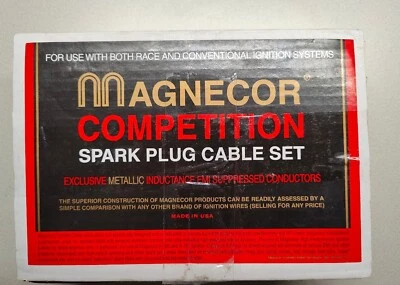 FOR USE WITH BOTH RACE AND CONVENTIONAL IGNITION SYSTEMS
MAGNECOR®
COMPETITION
SPARK PLUG CABLE SET
EXCLUSIVE METALLIC INDUCTANCE EMI SUPPRESSED CONDUCTORS
THE SUPERIOR CONSTRUCTION OF MAGNECOR PRODUCTS CAN BE READILY ASSESSED BY A
SIMPLE COMPARISON WITH ANY OTHER BRAND OF IGNITION WIRES (SELLING FOR ANY PRICE)
MADE IN USA